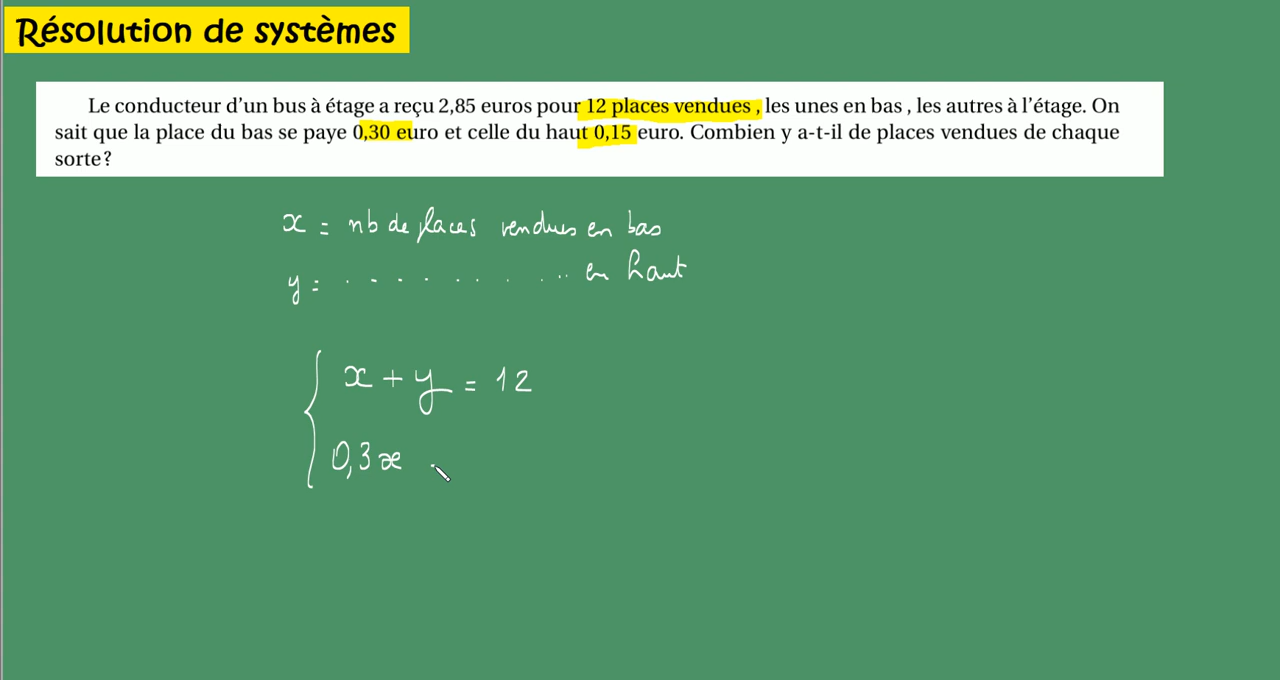 Résolution de systèmes
Le conducteur d'un bus à étage a reçu 2,85 euros pour 12 places vendues , les unes en bas , les autres à l'étage. On
sait que la place du bas se paye 0,30 euro et celle du haut 0,15 euro. Combien y a-t-il de places vendues de chaque
sorte ?
x = nb de places vendues en bas
y = . . . . . . . . .. en haut
x + y = 12
0,3x